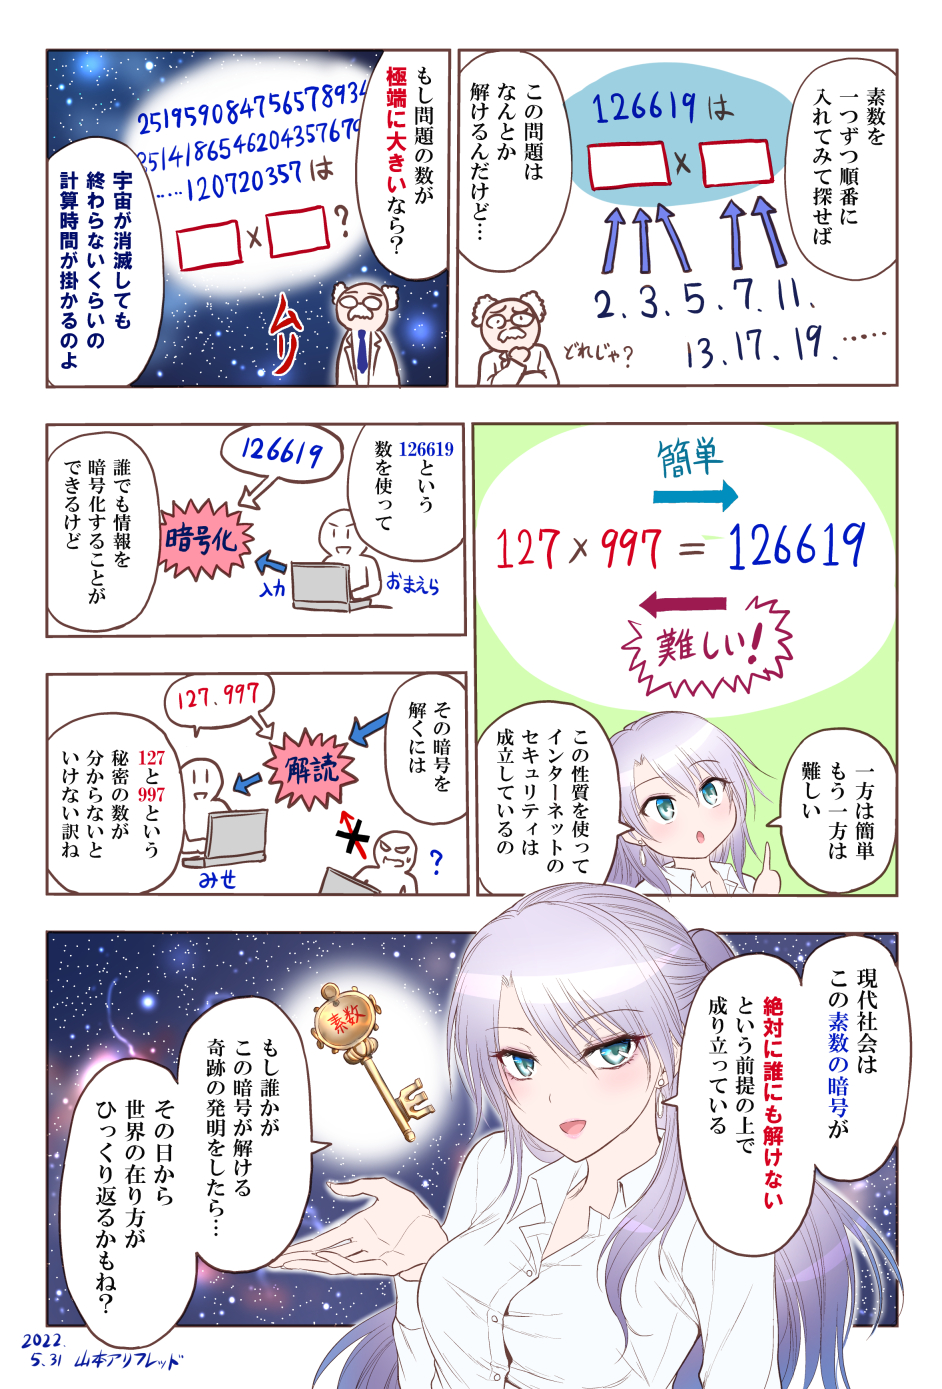 素数を
一つずつ順番に
入れてみて探せば
126619は
×
2.3.5.7.11.
13.17.19.……
どれじゃ?
この問題は
なんとか
解けるんだけど…
もし問題の数が
極端に大きいなら?
251959084756578934
85141865462043576798
……120720357は
×
?
ムリ
宇宙が消滅しても
終わらないくらいの
計算時間が掛かるのよ
簡単
127×997=126619
難しい!
一方は簡単
もう一方は
難しい
この性質を使って
インターネットの
セキュリティは
成立しているの
126619という
数を使って
126619
暗号化
入力
おまえら
誰でも情報を
暗号化することが
できるけど
その暗号を
解くには
127、997
解読
みせ
?
127と
997という
秘密の数が
分からないと
いけない訳ね
現代社会は
この素数の暗号が
絶対に誰にも解けない
という前提の上で
成り立っている
素数
もし誰かが
この暗号が解ける
奇跡の発明をしたら…
その日から
世界の在り方が
ひっくり返るかもね?
2022.
5.31 山本アリフレッド